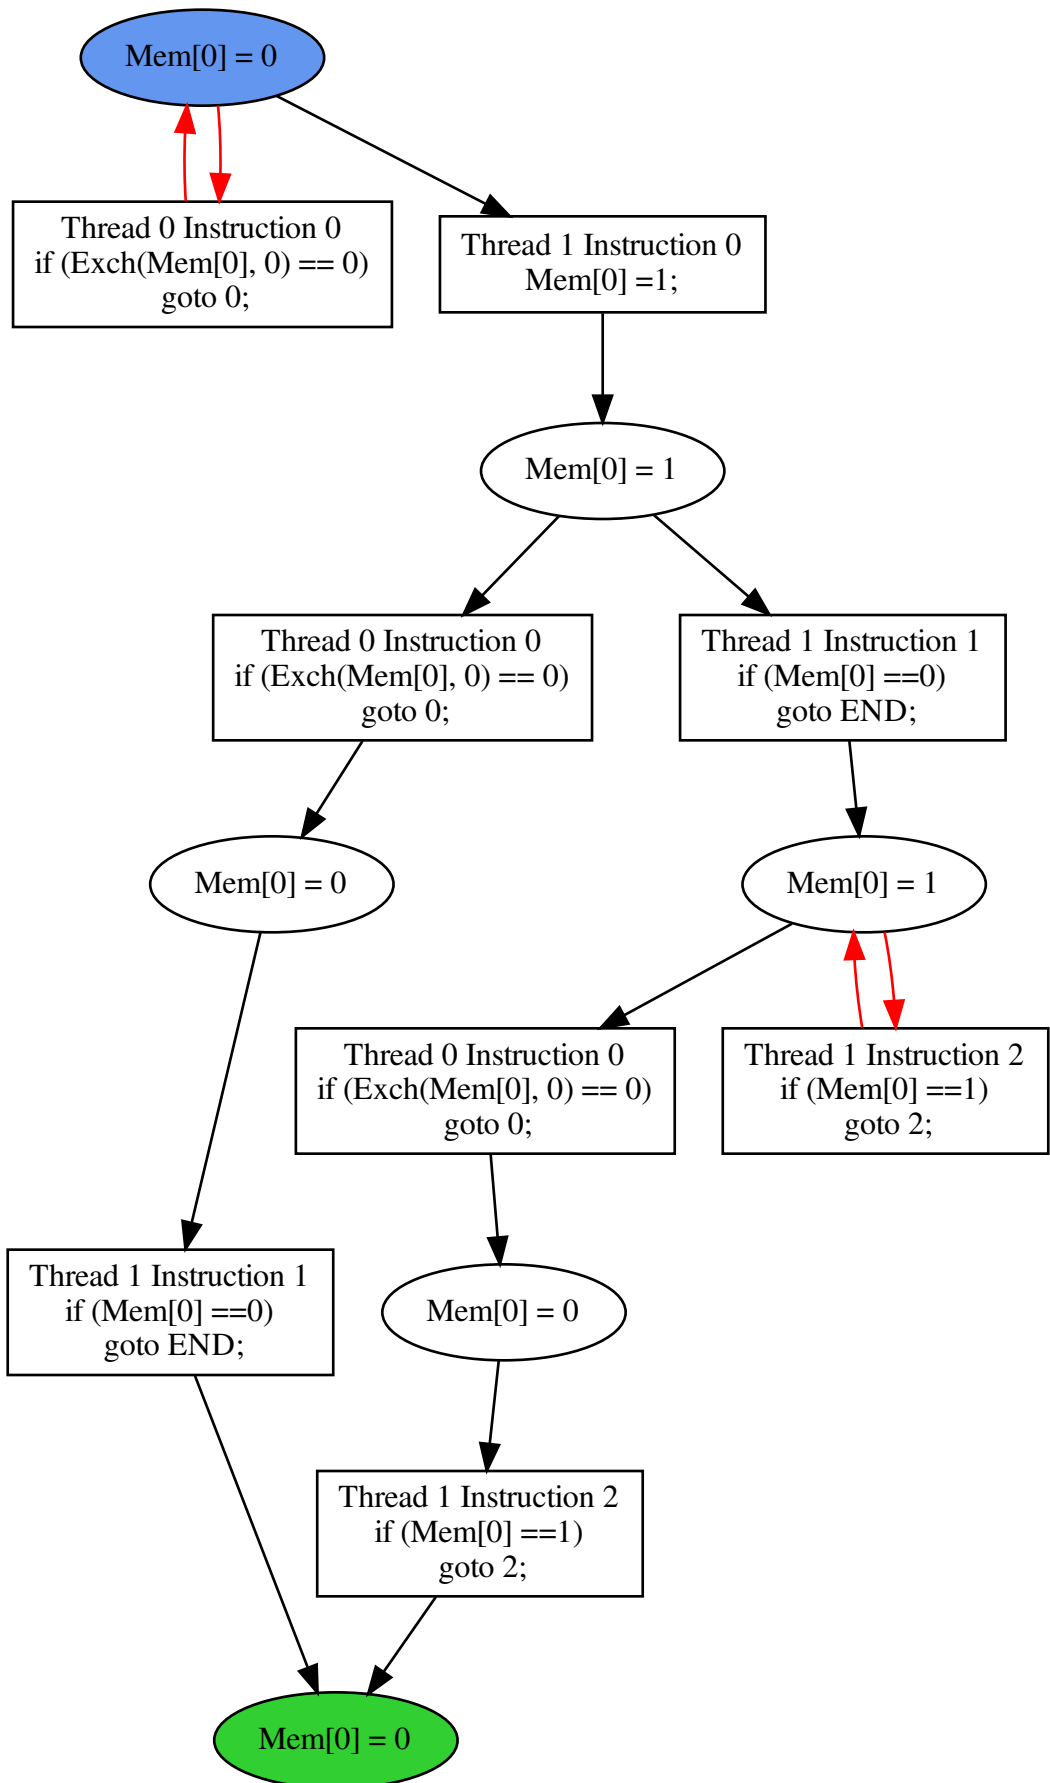 Mem[0] = 0
Thread 0 Instruction 0
if (Exch(Mem[0], 0) == 0)
goto 0;
Thread 1 Instruction 0
Mem[0] =1;
Mem[0] = 1
Thread 0 Instruction 0
if (Exch(Mem[0], 0) == 0)
goto 0;
Thread 1 Instruction 1
if (Mem[0] ==0)
goto END;
Mem[0] = 0
Mem[0] = 1
Thread 0 Instruction 0
if (Exch(Mem[0], 0) == 0)
goto 0;
Thread 1 Instruction 2
if (Mem[0] ==1)
goto 2;
Thread 1 Instruction 1
if (Mem[0] ==0)
goto END;
Mem[0] = 0
Thread 1 Instruction 2
if (Mem[0] ==1)
goto 2;
Mem[0] = 0